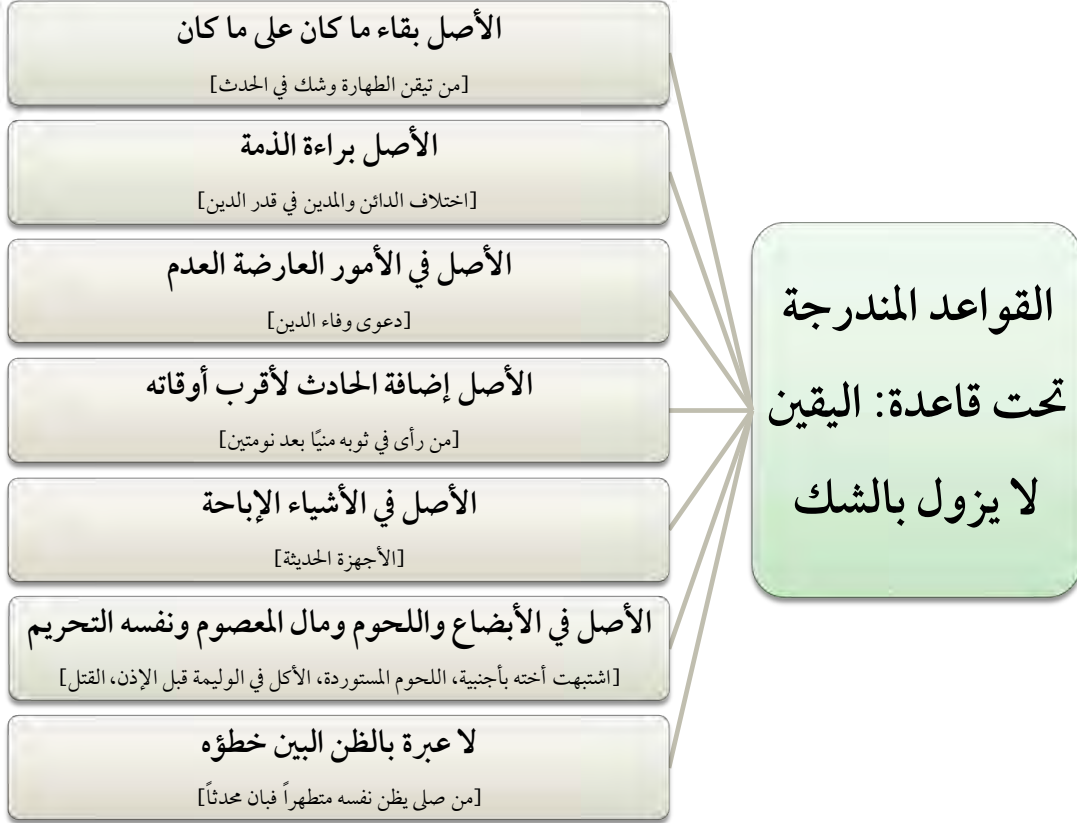 القواعد المندرجة
تحت قاعدة: اليقين
لا يزول بالشك
الأصل بقاء ما كان على ما كان
[من تيقن الطهارة وشك في الحدث]
الأصل براءة الذمة
[اختلاف الدائن والمدين في قدر الدين]
الأصل في الأمور العارضة العدم
[دعوى وفاء الدين]
الأصل إضافة الحادث لأقرب أوقاته
[من رأى في ثوبه منيًا بعد نومتين]
الأصل في الأشياء الإباحة
[الأجهزة الحديثة]
الأصل في الأبضاع واللحوم ومال المعصوم ونفسه التحريم
[اشتبهت أخته بأجنبية، اللحوم المستوردة، الأكل في الوليمة قبل الإذن، القتل]
لا عبرة بالظن البين خطؤه
[من صلى يظن نفسه متطهراً فبان محدثاً]